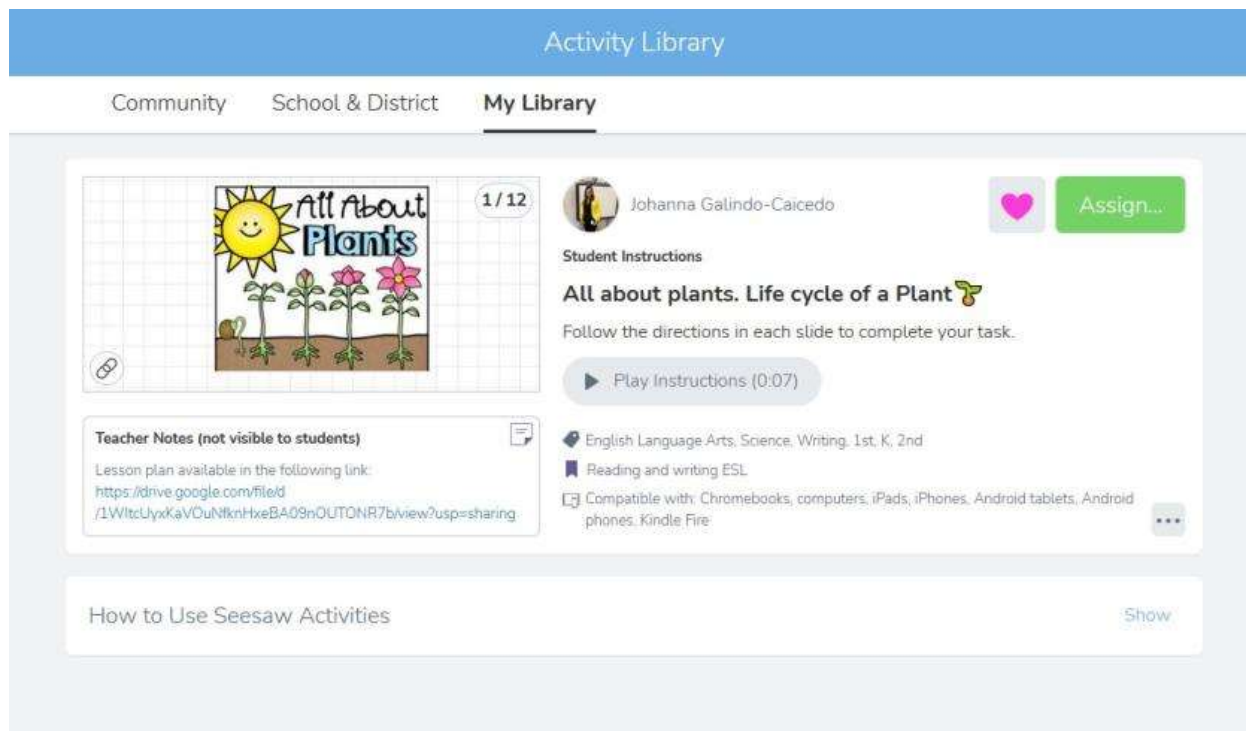 Activity Library
Community School & District My Library
All About
Plants
1/12
Johanna Galindo-Caicedo
Assign...
Student Instructions
All about plants. Life cycle of a Plant
Follow the directions in each slide to complete your task.
Play Instructions (0:07)
Teacher Notes (not visible to students)
Lesson plan available in the following link:
https://drive.google.com/file/d
/1WItcUyxKaVOuNfknHxeBA09nOUTONR7b/view?usp=sharing
English Language Arts, Science, Writing, 1st, K, 2nd
Reading and writing ESL
Compatible with: Chromebooks, computers, iPads, iPhones, Android tablets, Android
phones, Kindle Fire
How to Use Seesaw Activities
Show